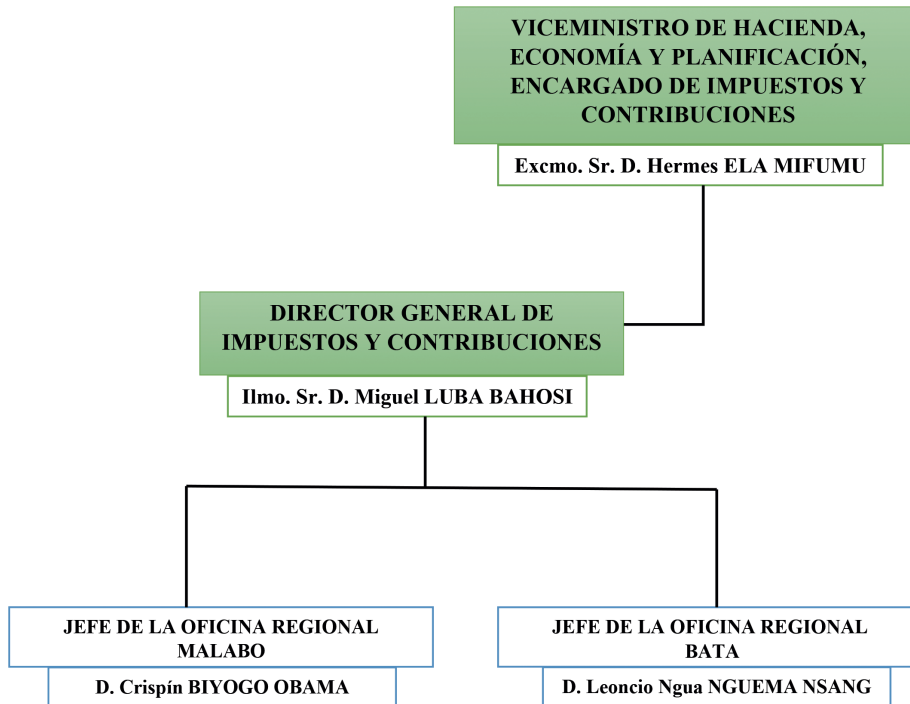 VICEMINISTRO DE HACIENDA,
ECONOMÍA Y PLANIFICACIÓN,
ENCARGADO DE IMPUESTOS Y
CONTRIBUCIONES
Excmo. Sr. D. Hermes ELA MIFUMU
DIRECTOR GENERAL DE
IMPUESTOS Y CONTRIBUCIONES
Ilmo. Sr. D. Miguel LUBA BAHOSI
JEFE DE LA OFICINA REGIONAL
MALABO
D. Crispín BIYOGO OBAMA
JEFE DE LA OFICINA REGIONAL
BATA
D. Leoncio Ngua NGUEMA NSANG